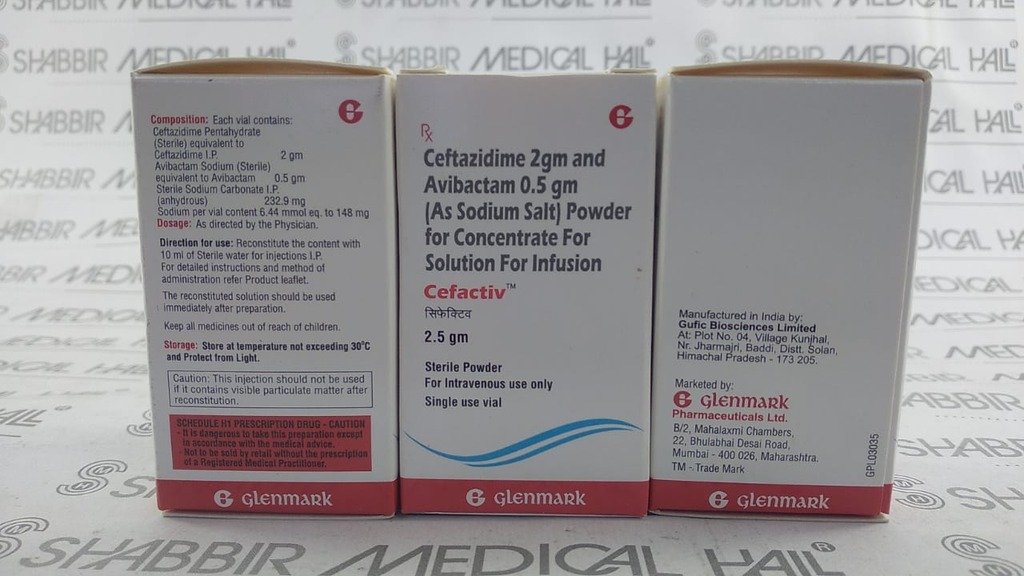 SHABBIR MEDICAL HALL®
Composition: Each vial contains:
Ceftazidime Pentahydrate
(Sterile) equivalent to
Ceftazidime I.P. 2 gm
Avibactam Sodium (Sterile)
equivalent to Avibactam 0.5 gm
Sterile Sodium Carbonate I.P.
(anhydrous) 232.9 mg
Sodium per vial content 6.44 mmol eq. to 148 mg
Dosage: As directed by the Physician.
Direction for use: Reconstitute the content with
10 ml of Sterile water for injections I.P.
For detailed instructions and method of
administration refer Product leaflet.
The reconstituted solution should be used
immediately after preparation.
Keep all medicines out of reach of children.
Storage: Store at temperature not exceeding 30°C
and Protect from Light.
Caution: This injection should not be used
if it contains visible particulate matter after
reconstitution.
SCHEDULE H1 PRESCRIPTION DRUG - CAUTION
- It is dangerous to take this preparation except
in accordance with the medical advice.
- Not to be sold by retail without the prescription
of a Registered Medical Practitioner.
Glenmark
Rx
Ceftazidime 2gm and
Avibactam 0.5 gm
(As Sodium Salt) Powder
for Concentrate For
Solution For Infusion
Cefactiv™
सिफेक्टिव
2.5 gm
Sterile Powder
For Intravenous use only
Single use vial
Glenmark
Manufactured in India by:
Gufic Biosciences Limited
At: Plot No. 04, Village Kunjhal,
Nr. Jharmajri, Baddi, Distt. Solan,
Himachal Pradesh - 173 205.
Marketed by:
Glenmark
Pharmaceuticals Ltd.
B/2, Mahalaxmi Chambers,
22, Bhulabhai Desai Road,
Mumbai - 400 026, Maharashtra.
TM - Trade Mark
GPL03035
Glenmark
SHABBIR MEDICAL HALL®